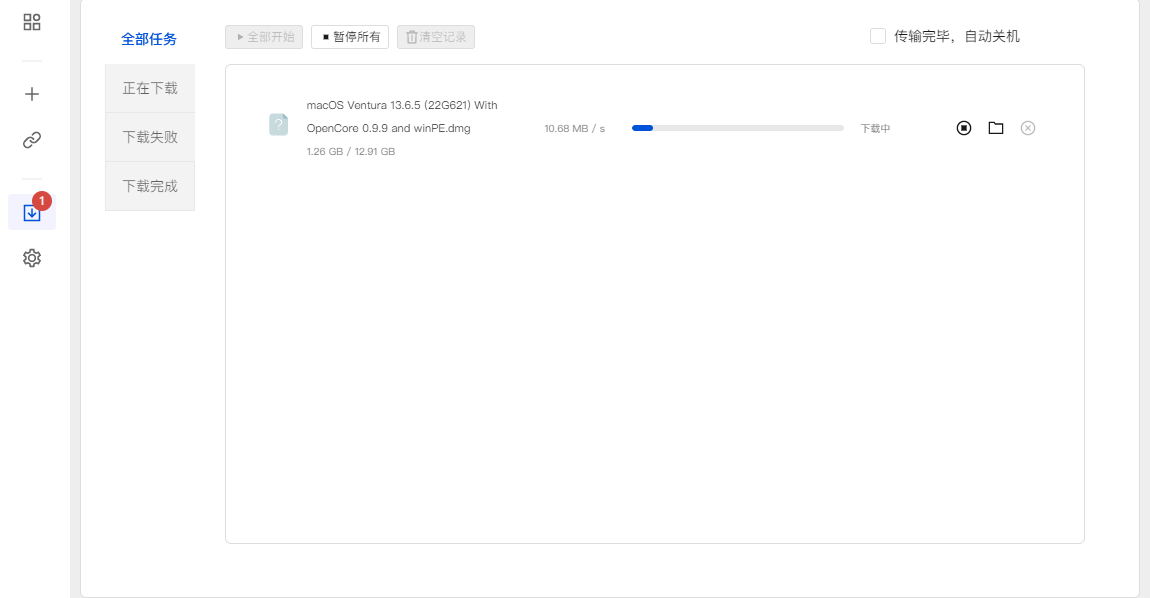 全部任务
正在下载
下载失败
下载完成
1
全部开始
暂停所有
清空记录
传输完毕，自动关机
macOS Ventura 13.6.5 (22G621) With
OpenCore 0.9.9 and winPE.dmg
1.26 GB / 12.91 GB
10.68 MB / s
下载中